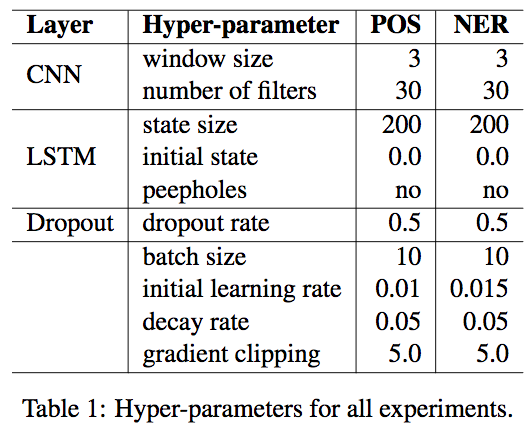 Layer Hyper-parameter POS NER
CNN window size 3 3
number of filters 30 30
LSTM state size 200 200
initial state 0.0 0.0
peepholes no no
Dropout dropout rate 0.5 0.5
batch size 10 10
initial learning rate 0.01 0.015
decay rate 0.05 0.05
gradient clipping 5.0 5.0
Table 1: Hyper-parameters for all experiments.